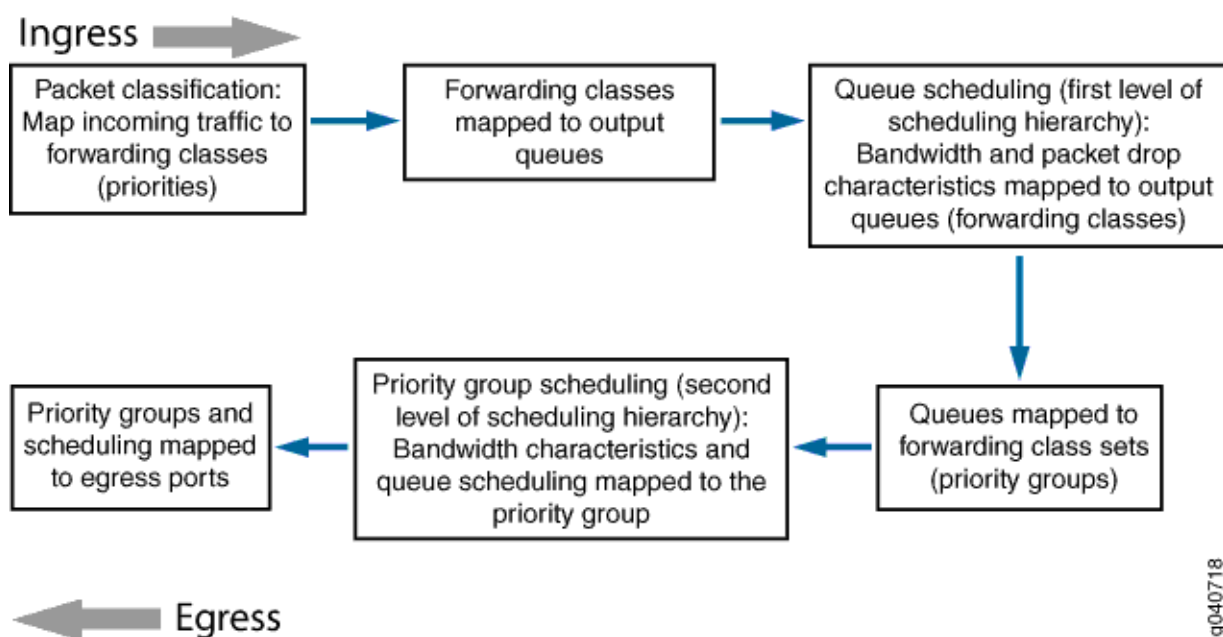 Ingress
Packet classification:
Map incoming traffic to
forwarding classes
(priorities)
Forwarding classes
mapped to output
queues
Queue scheduling (first level of
scheduling hierarchy):
Bandwidth and packet drop
characteristics mapped to output
queues (forwarding classes)
Queues mapped to
forwarding class sets
(priority groups)
Priority group scheduling (second
level of scheduling hierarchy):
Bandwidth characteristics and
queue scheduling mapped to the
priority group
Priority groups and
scheduling mapped
to egress ports
Egress
g040718